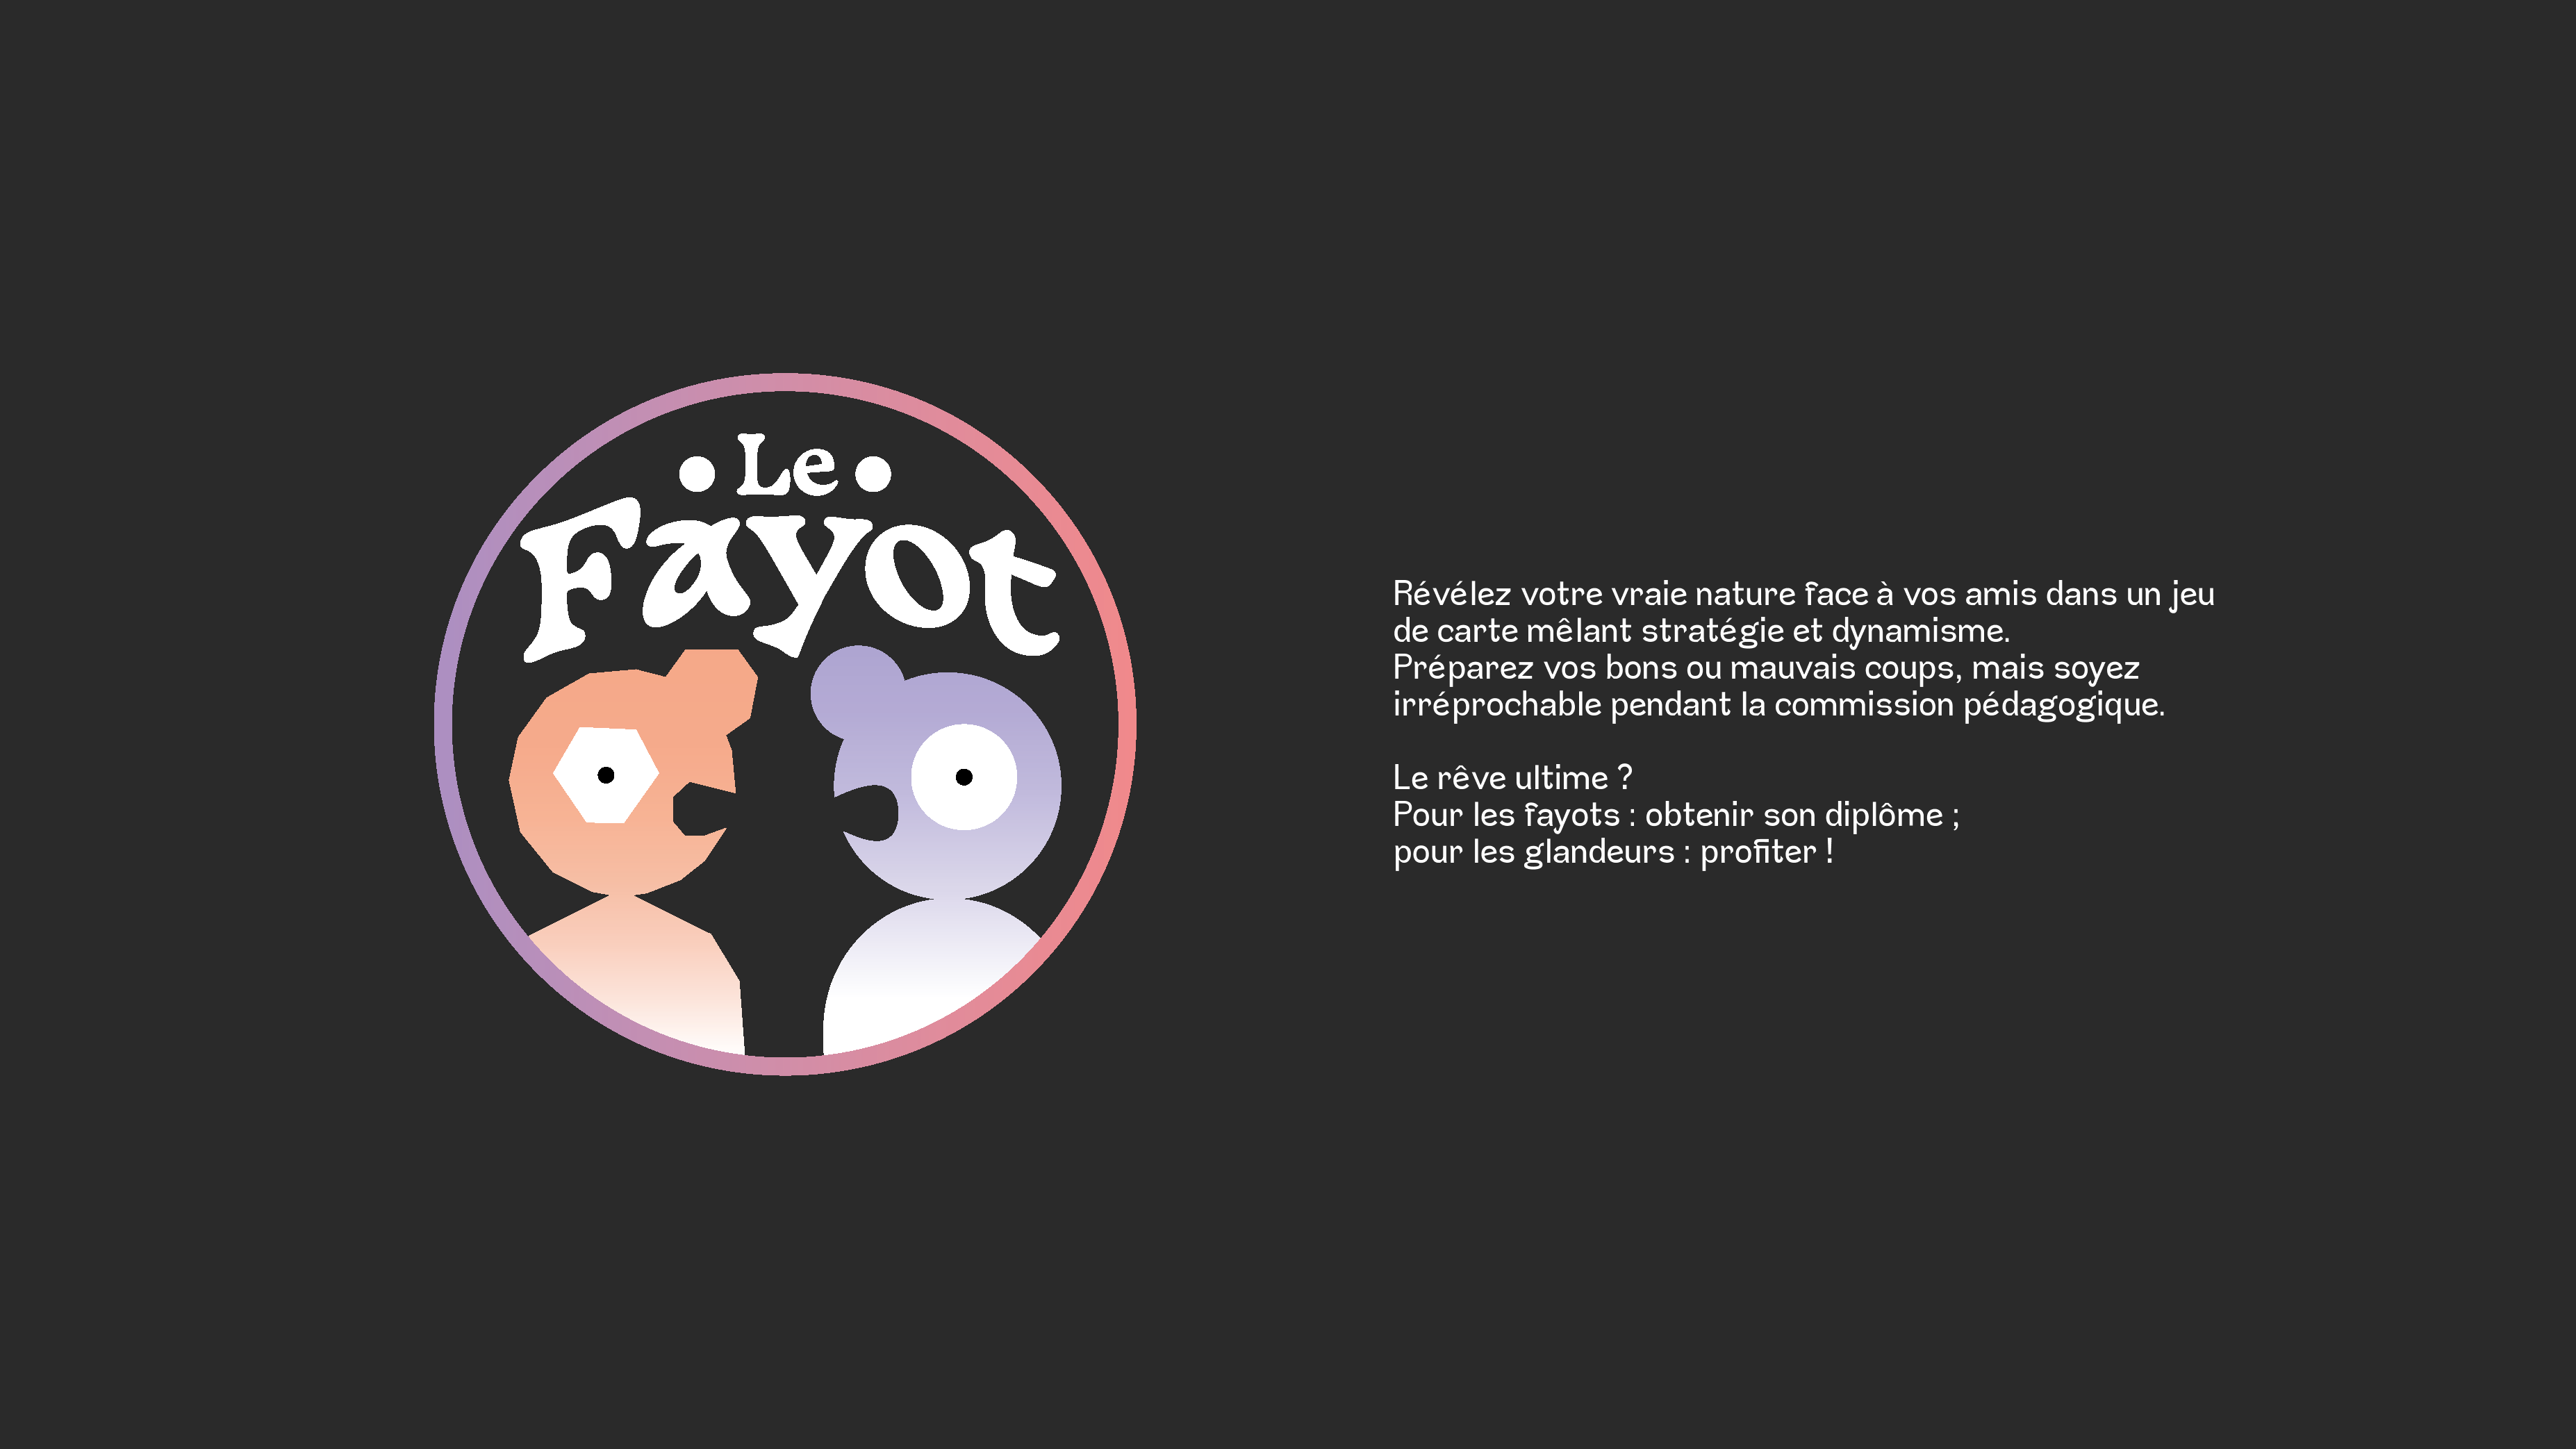 Le
Fayot
Révélez votre vraie nature face à vos amis dans un jeu
de carte mêlant stratégie et dynamisme.
Préparez vos bons ou mauvais coups, mais soyez
irréprochable pendant la commission pédagogique.
Le rêve ultime ?
Pour les fayots : obtenir son diplôme ;
pour les glandeurs : profiter !